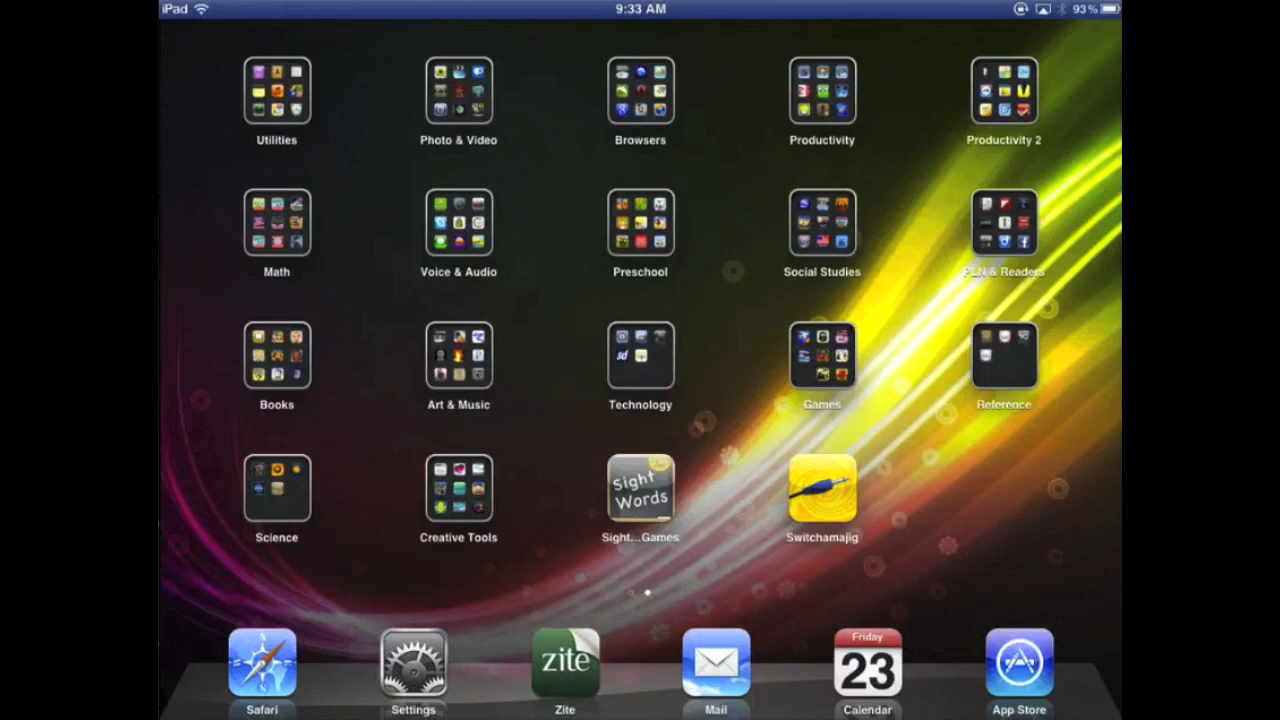 iPad 9:33 AM 93%
Utilities Photo & Video Browsers Productivity Productivity 2
Math Voice & Audio Preschool Social Studies PLN & Readers
Books Art & Music Technology Games Reference
Sight Words
Science Creative Tools Sight...Games Switchamajig
zite
Friday
23
Safari Settings Zite Mail Calendar App Store